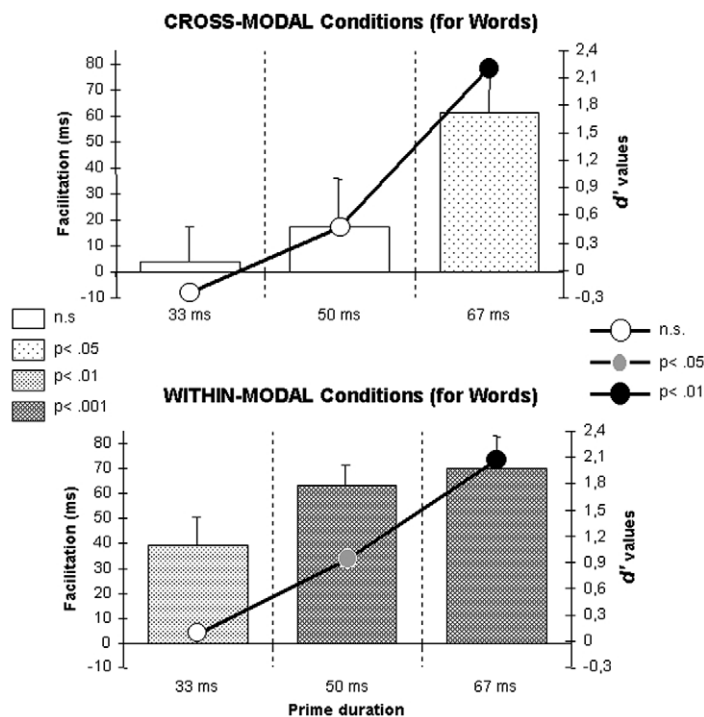 CROSS-MODAL Conditions (for Words)
80
70
60
50
40
30
20
10
0
-10
Facilitation (ms)
2,4
2,1
1,8
1,5
1,2
0,9
0,6
0,3
0
-0,3
d' values
33 ms 50 ms 67 ms
n.s
p< .05
p< .01
p< .001
n.s.
p< .05
p< .01
WITHIN-MODAL Conditions (for Words)
80
70
60
50
40
30
20
10
0
-10
Facilitation (ms)
2,4
2,1
1,8
1,5
1,2
0,9
0,6
0,3
0
-0,3
d' values
33 ms 50 ms 67 ms
Prime duration